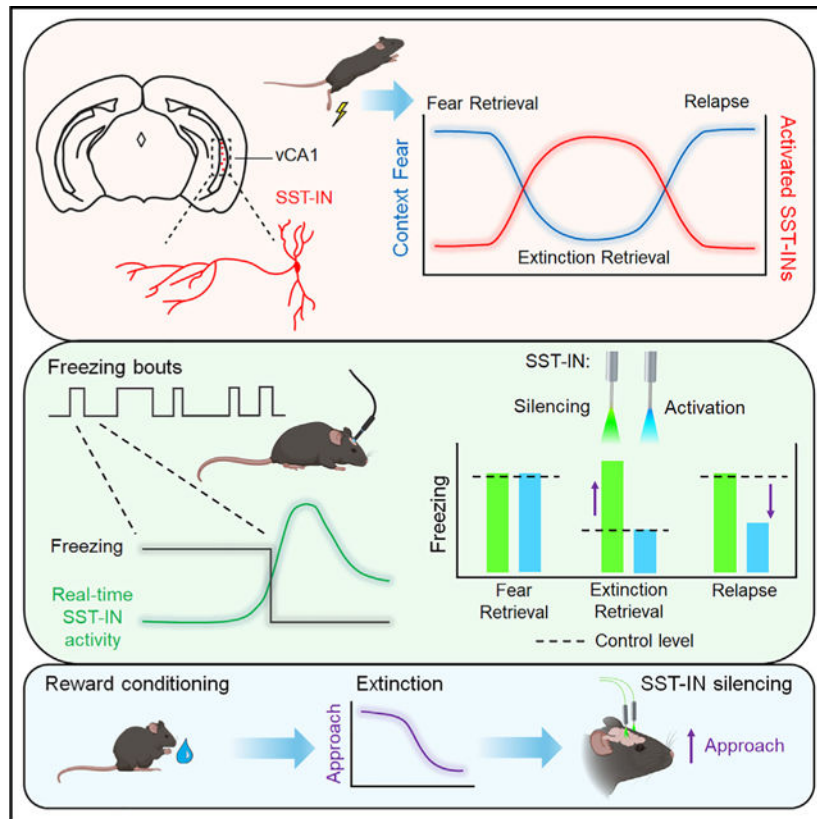 vCA1
SST-IN
Fear Retrieval
Relapse
Context Fear
Activated SST-INs
Extinction Retrieval
Freezing bouts
Freezing
Real-time
SST-IN
activity
SST-IN:
Silencing
Activation
Freezing
Fear
Retrieval
Extinction
Retrieval
Relapse
Control level
Reward conditioning
Extinction
Approach
SST-IN silencing
Approach